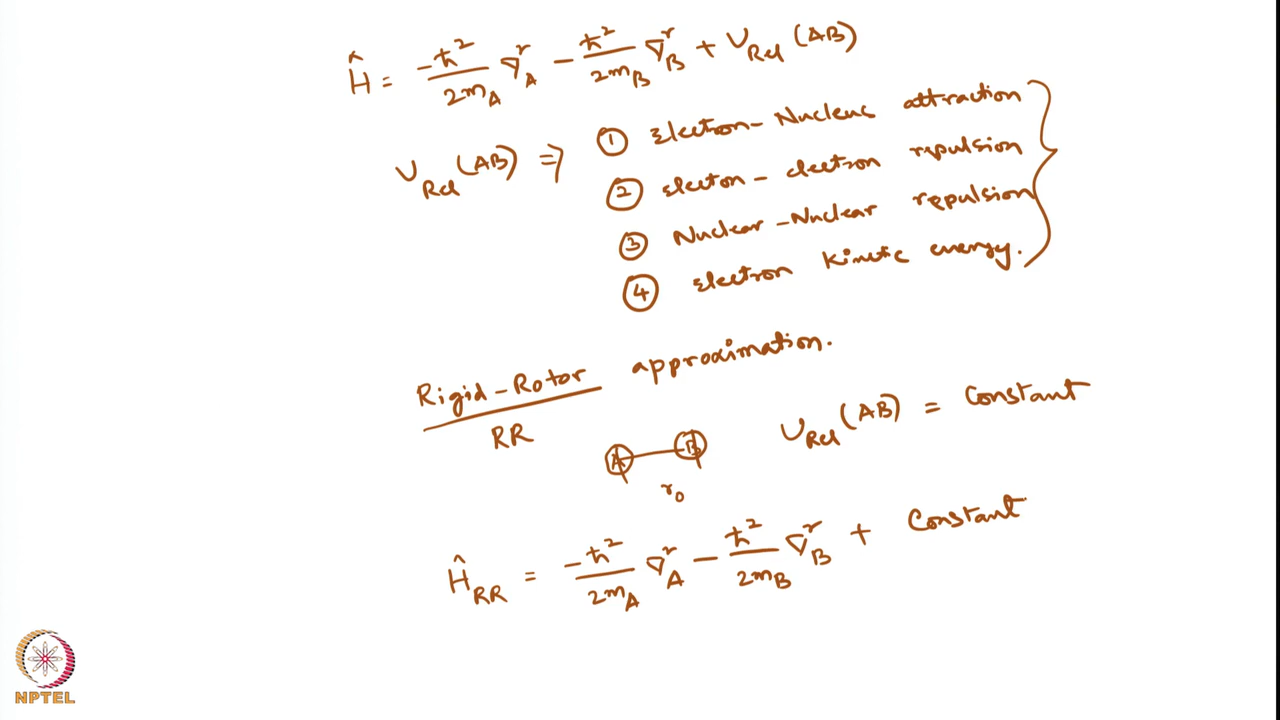 Ĥ = -ħ²/2m_A ∇²_A - ħ²/2m_B ∇²_B + U_Rel (AB)
U_Rel (AB) ⇒ ① Electron - Nucleus attraction
② electon - electron repulsion
③ Nuclear - Nuclear repulsion
④ Electron Kinetic energy.
Rigid-Rotor approximation.
RR
A B U_Rel (AB) = Constant
r₀
Ĥ_RR = -ħ²/2m_A ∇²_A - ħ²/2m_B ∇²_B + Constant
NPTEL